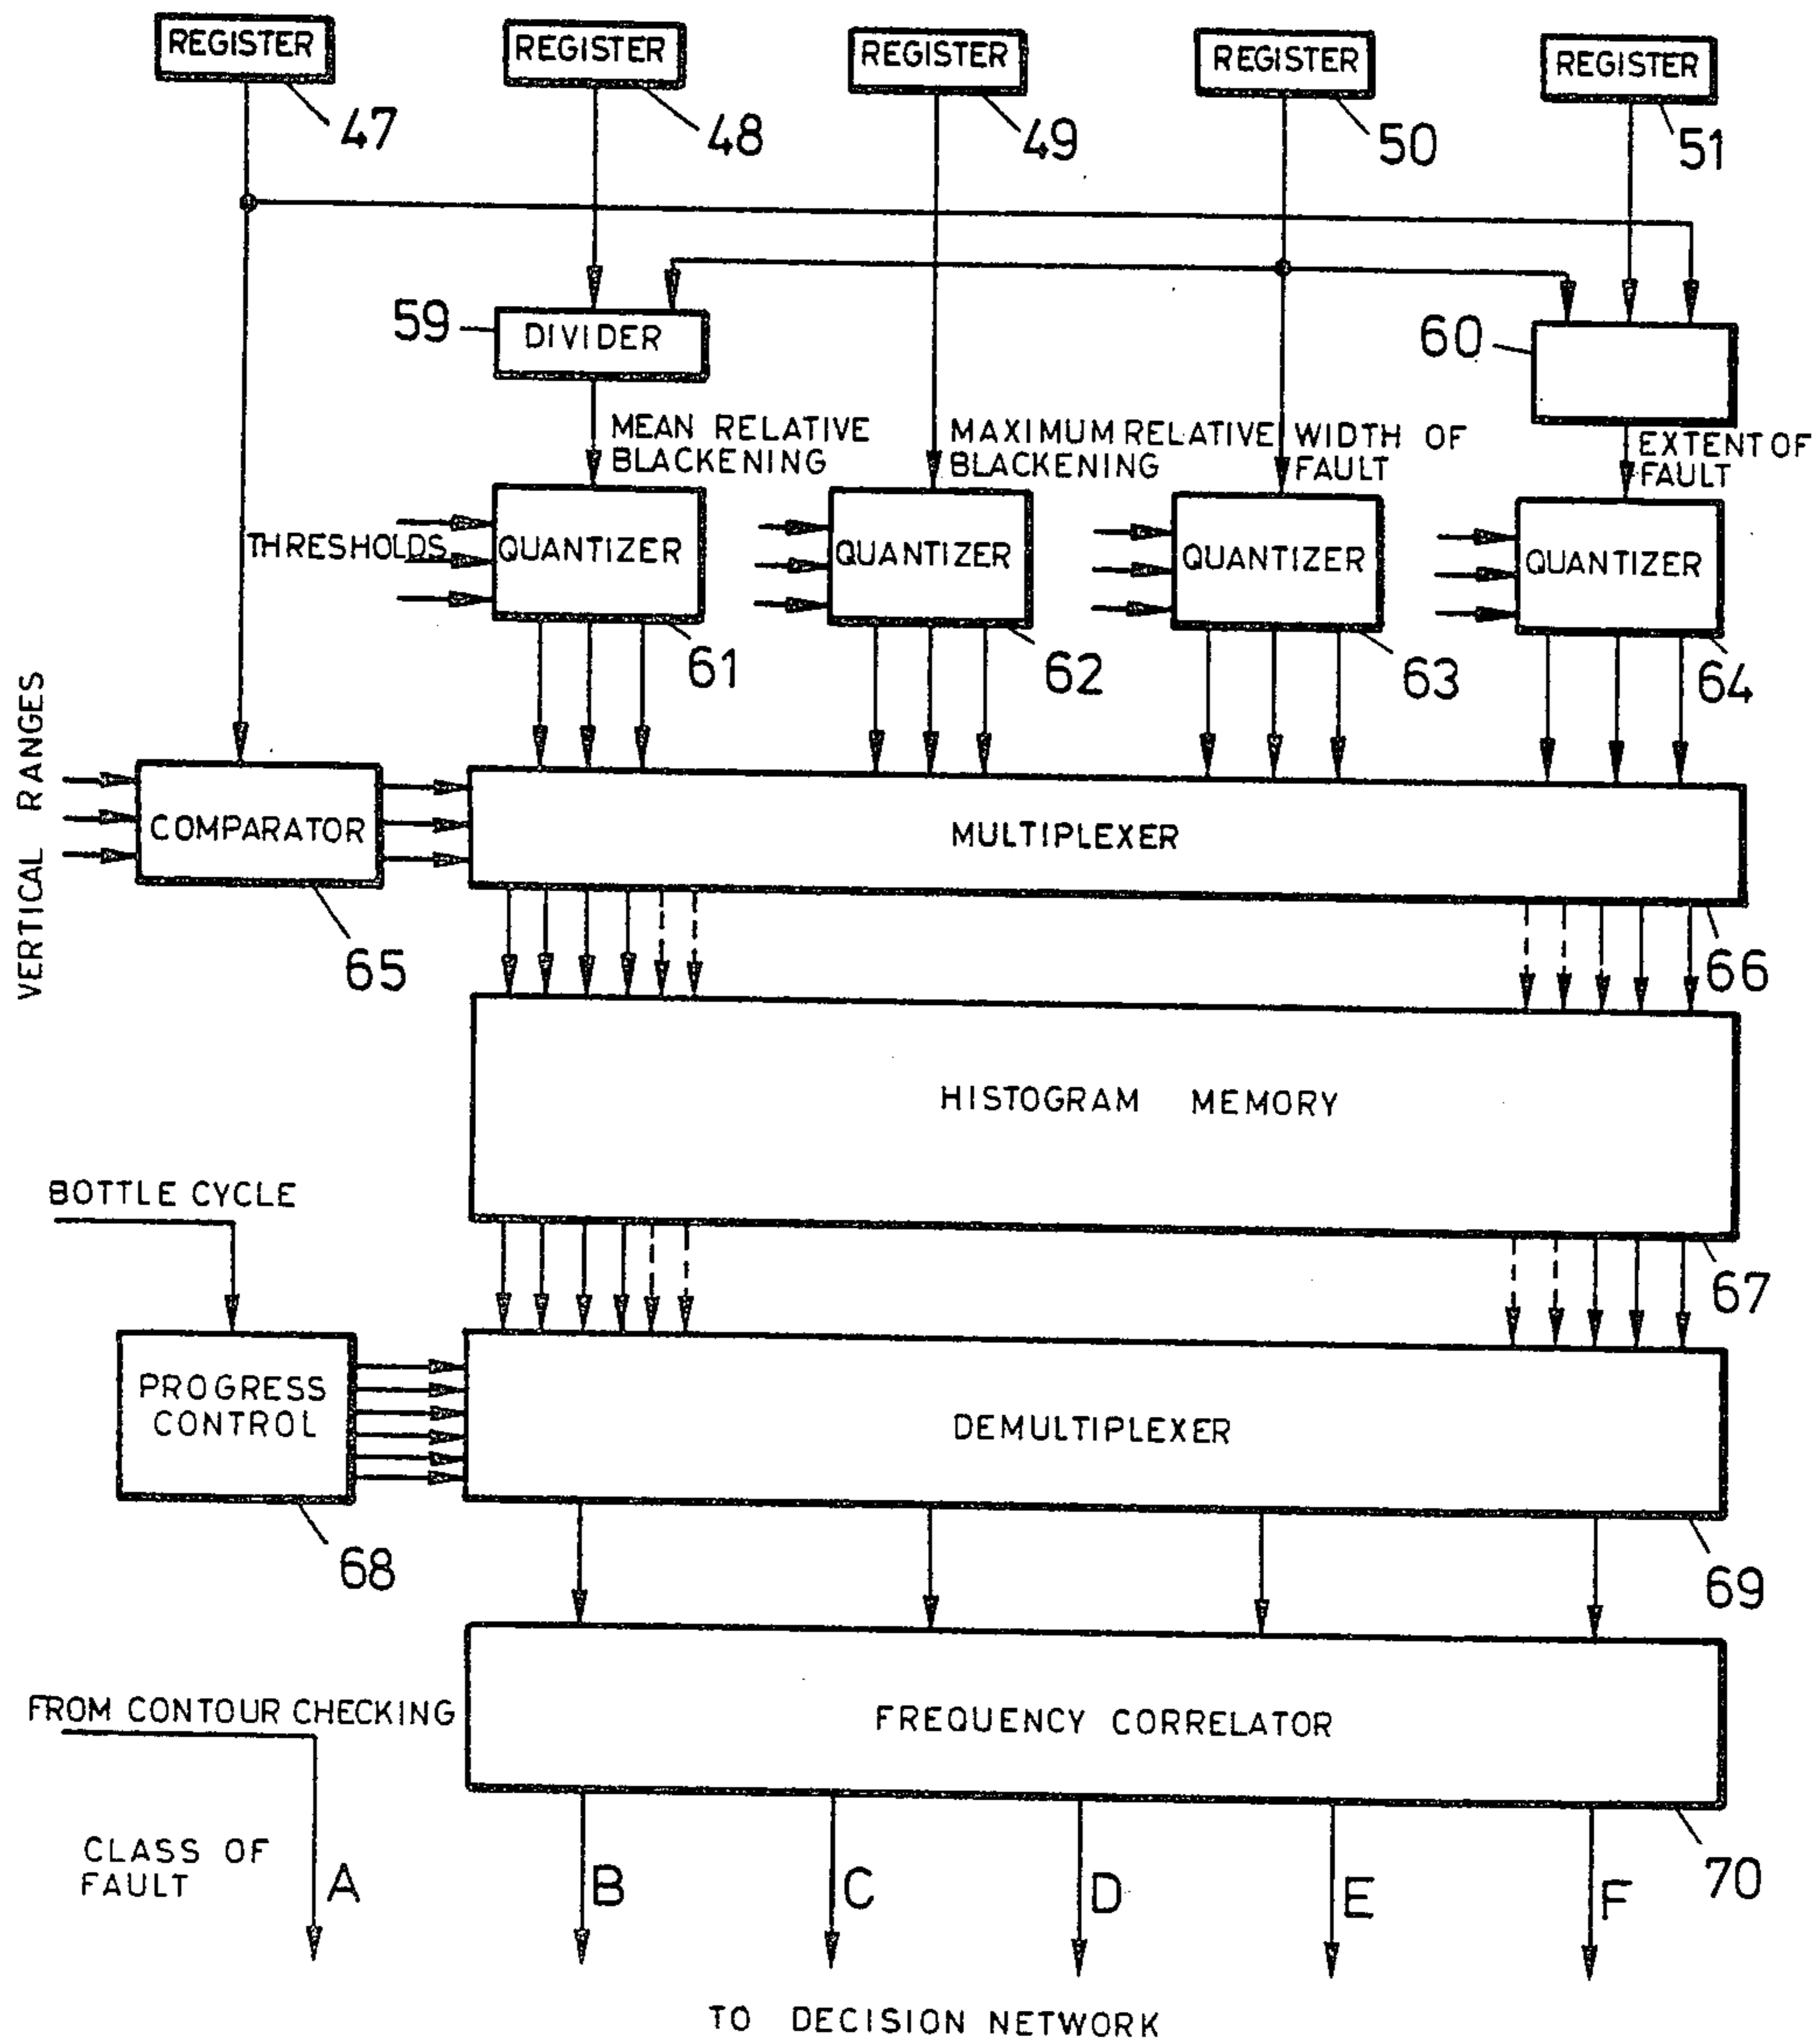 REGISTER
REGISTER
REGISTER
REGISTER
REGISTER
47
48
49
50
51
59
DIVIDER
60
MEAN RELATIVE
BLACKENING
MAXIMUM RELATIVE
BLACKENING
WIDTH OF
FAULT
EXTENT OF
FAULT
THRESHOLDS
QUANTIZER
QUANTIZER
QUANTIZER
QUANTIZER
61
62
63
64
VERTICAL RANGES
COMPARATOR
MULTIPLEXER
65
66
HISTOGRAM MEMORY
BOTTLE CYCLE
67
PROGRESS
CONTROL
DEMULTIPLEXER
68
69
FROM CONTOUR CHECKING
FREQUENCY CORRELATOR
CLASS OF
FAULT
A
B
C
D
E
F
70
TO DECISION NETWORK